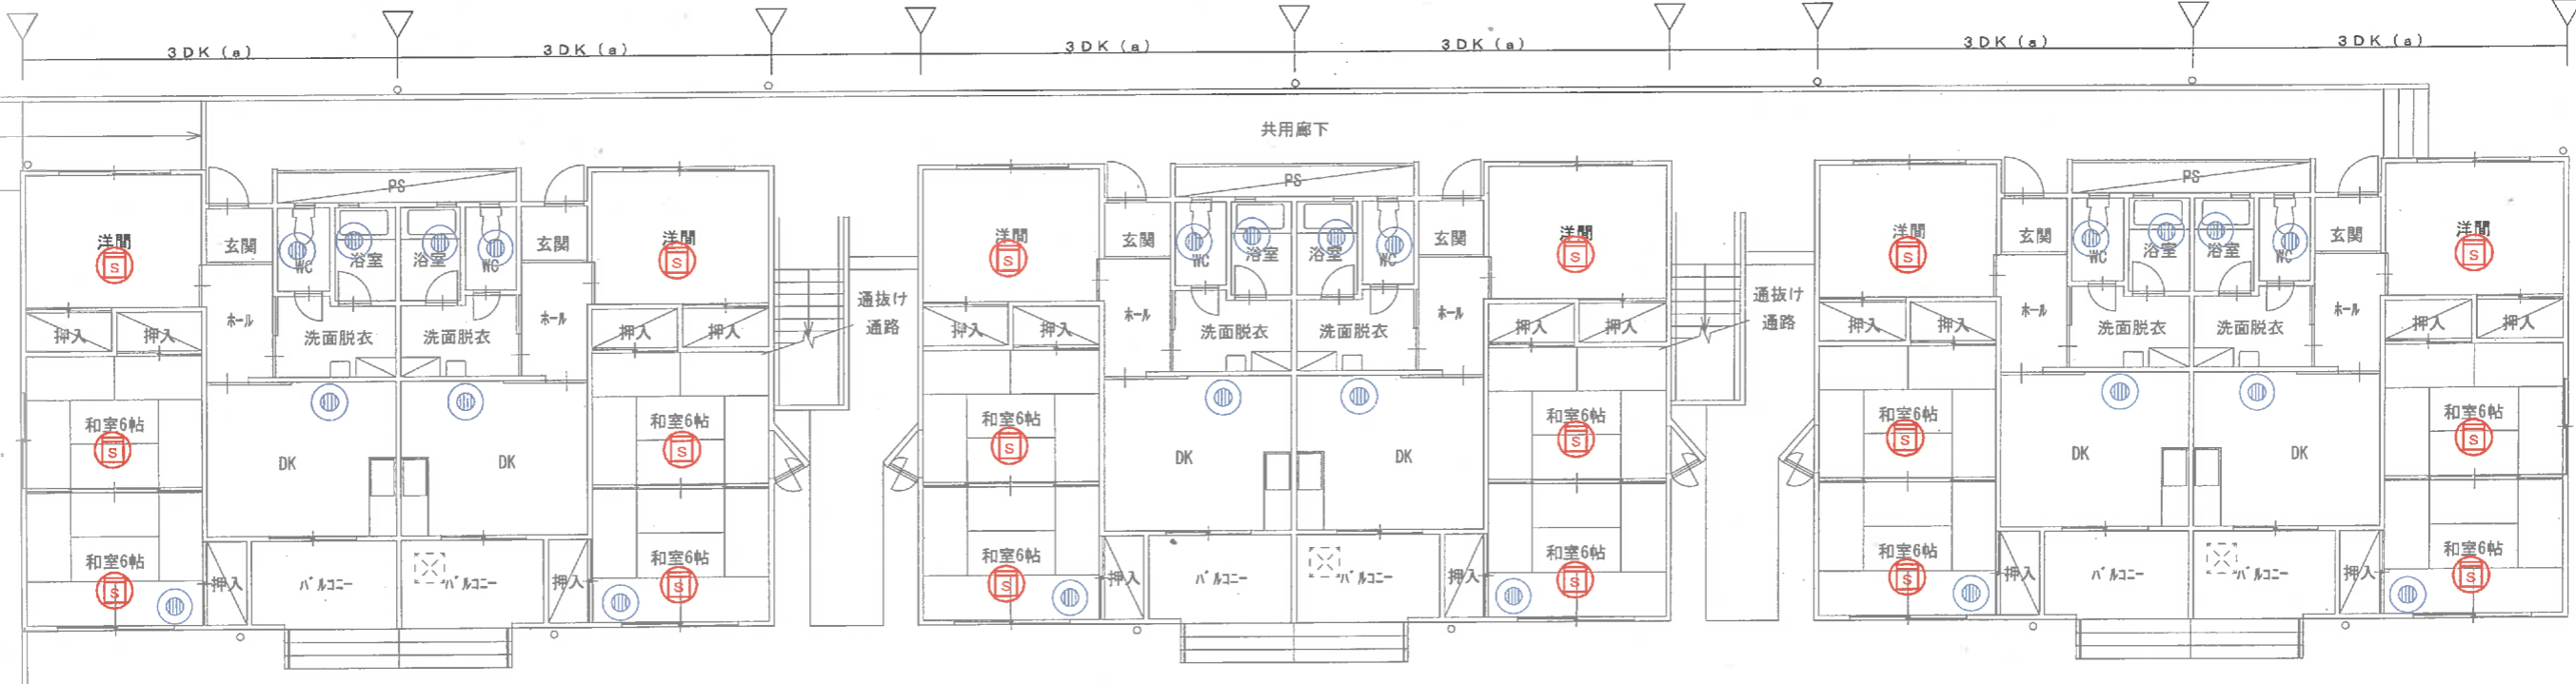 3DK(a) 3DK(a) 3DK(a) 3DK(a) 3DK(a) 3DK(a)
共用廊下
PS PS PS
洋間 玄関 WC 浴室 浴室 WC 玄関 洋間
洋間 玄関 WC 浴室 浴室 WC 玄関 洋間
洋間 玄関 WC 浴室 浴室 WC 玄関 洋間
S S S S S S
通抜け
通路
通抜け
通路
押入 押入 ホール 洗面脱衣 洗面脱衣 ホール 押入 押入
押入 押入 ホール 洗面脱衣 洗面脱衣 ホール 押入 押入
押入 押入 ホール 洗面脱衣 洗面脱衣 ホール 押入 押入
和室6帖 和室6帖 和室6帖 和室6帖 和室6帖 和室6帖
S S S S S S
DK DK DK DK DK DK
和室6帖 和室6帖 和室6帖 和室6帖 和室6帖 和室6帖
S S S S S S
押入 バルコニー バルコニー 押入
押入 バルコニー バルコニー 押入
押入 バルコニー バルコニー 押入